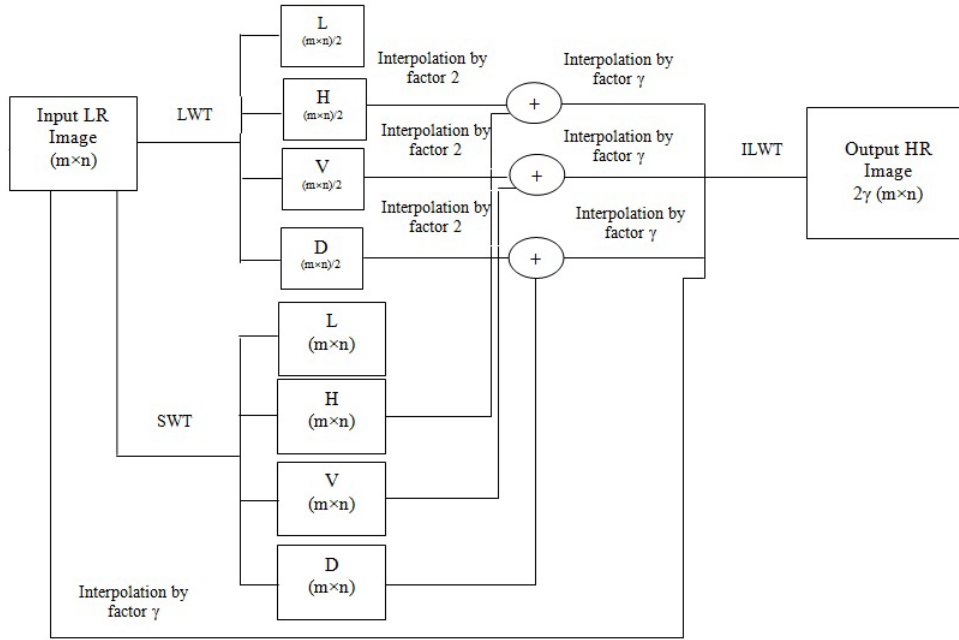 Input LR
Image
(m×n)
LWT
L
(m×n)/2
H
(m×n)/2
V
(m×n)/2
D
(m×n)/2
Interpolation by
factor 2
Interpolation by
factor 2
Interpolation by
factor 2
+
+
+
Interpolation by
factor γ
Interpolation by
factor γ
Interpolation by
factor γ
ILWT
Output HR
Image
2γ (m×n)
SWT
L
(m×n)
H
(m×n)
V
(m×n)
D
(m×n)
Interpolation by
factor γ